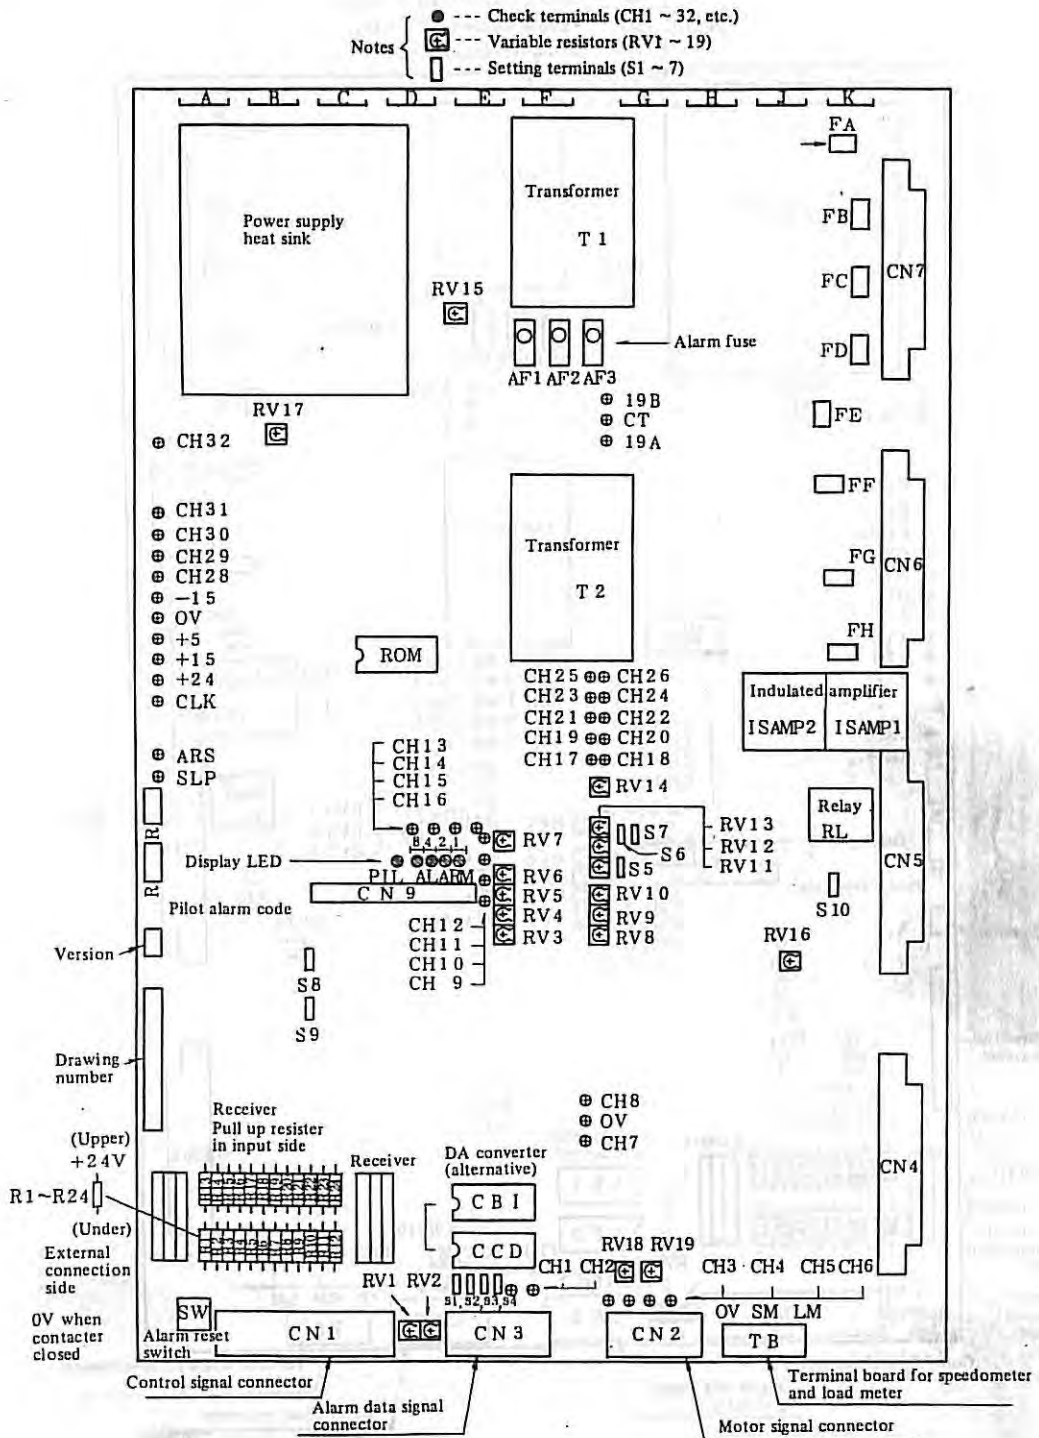 Notes
--- Check terminals (CH1 ~ 32, etc.)
--- Variable resistors (RV1 ~ 19)
--- Setting terminals (S1 ~ 7)
A B C D E F G H J K
FA
Power supply
heat sink
Transformer
T 1
FB
FC
CN7
FD
RV15
Alarm fuse
AF1 AF2 AF3
19B
CT
19A
FE
RV17
CH32
FF
CH31
CH30
CH29
CH28
-15
OV
+5
+15
+24
CLK
Transformer
T 2
FG
CN6
FH
ROM
CH25 CH26
CH23 CH24
CH21 CH22
CH19 CH20
CH17 CH18
Indulated amplifier
ISAMP2 ISAMP1
ARS
SLP
CH13
CH14
CH15
CH16
RV14
Relay
RL
R
R
8 4 2 1
RV7
S7
S6
S5
RV13
RV12
RV11
CN5
Display LED
PIL ALARM
CN9
Pilot alarm code
RV6
RV5
RV4
RV3
RV10
RV9
RV8
S10
CH12
CH11
CH10
CH 9
RV16
Version
S8
S9
Drawing
number
CH8
OV
CH7
Receiver
Pull up resister
in input side
(Upper)
+24V
R1~R24
(Under)
Receiver
DA converter
(alternative)
CBI
CCD
CN4
External
connection
side
RV1 RV2
S1, S2, S3, S4
CH1 CH2
RV18 RV19
CH3 CH4 CH5 CH6
OV SM LM
0V when
contacter
closed
SW
Alarm reset
switch
CN1
CN3
CN2
TB
Control signal connector
Alarm data signal
connector
Motor signal connector
Terminal board for speedometer
and load meter